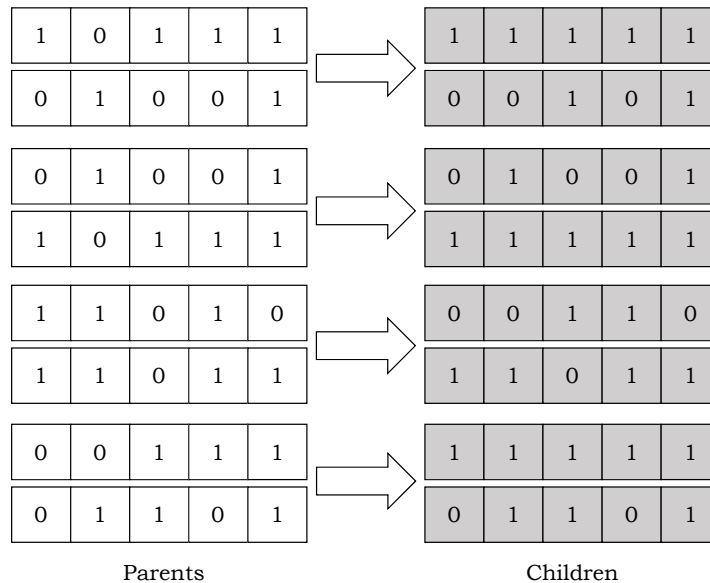 1 0 1 1 1 1 1 1 1 1
0 1 0 0 1 0 0 1 0 1
0 1 0 0 1 0 1 0 0 1
1 0 1 1 1 1 1 1 1 1
1 1 0 1 0 0 0 1 1 0
1 1 0 1 1 1 1 0 1 1
0 0 1 1 1 1 1 1 1 1
0 1 1 0 1 0 1 1 0 1
Parents Children